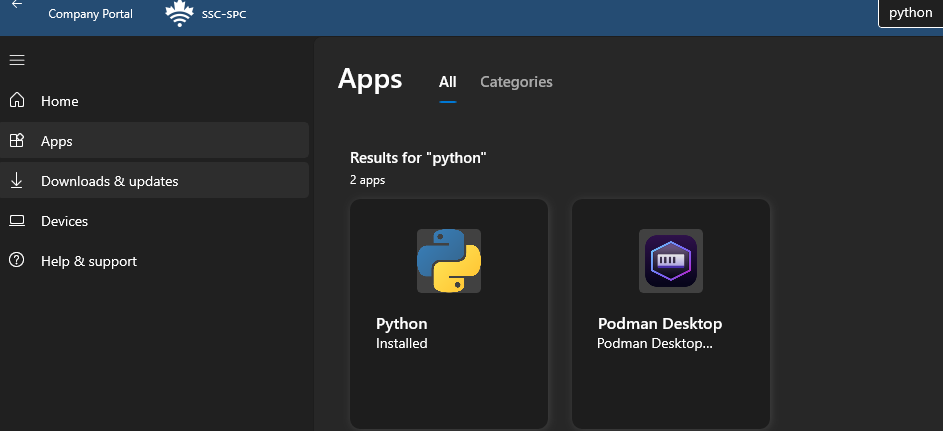 Company Portal
SSC-SPC
python
Apps
All
Categories
Home
Apps
Downloads & updates
Devices
Help & support
Results for "python"
2 apps
Python
Installed
Podman Desktop
Podman Desktop...